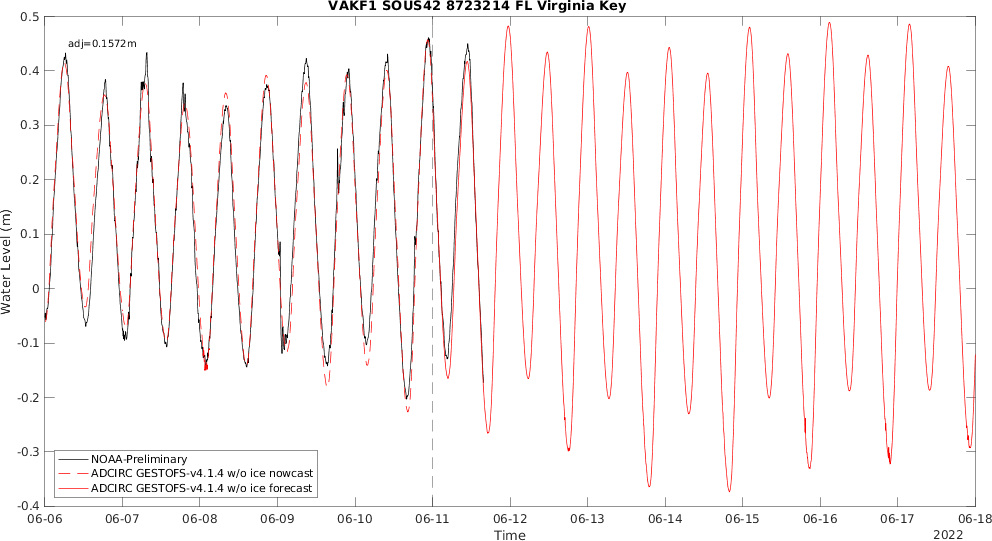 VAKF1 SOUS42 8723214 FL Virginia Key
adj=0.1572m
0.5
0.4
0.3
0.2
0.1
0
-0.1
-0.2
-0.3
-0.4
Water Level (m)
NOAA-Preliminary
ADCIRC GESTOFS-v4.1.4 w/o ice nowcast
ADCIRC GESTOFS-v4.1.4 w/o ice forecast
06-06 06-07 06-08 06-09 06-10 06-11 06-12 06-13 06-14 06-15 06-16 06-17 06-18
Time
2022